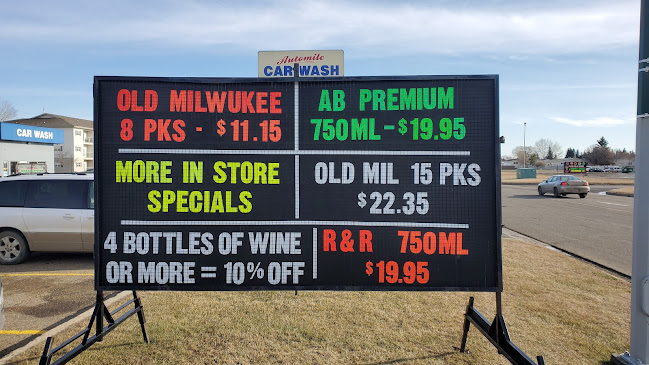 Automile
CAR WASH
CAR WASH
OLD MILWUKEE
8 PKS - $11.15
AB PREMIUM
750ML-$19.95
MORE IN STORE
SPECIALS
OLD MIL 15 PKS
$22.35
4 BOTTLES OF WINE
OR MORE = 10% OFF
R&R 750ML
$19.95